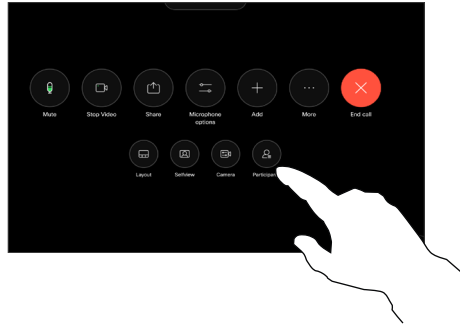 Mute
Stop Video
Share
Microphone
options
Add
More
End call
Layout
Selfview
Camera
Participan